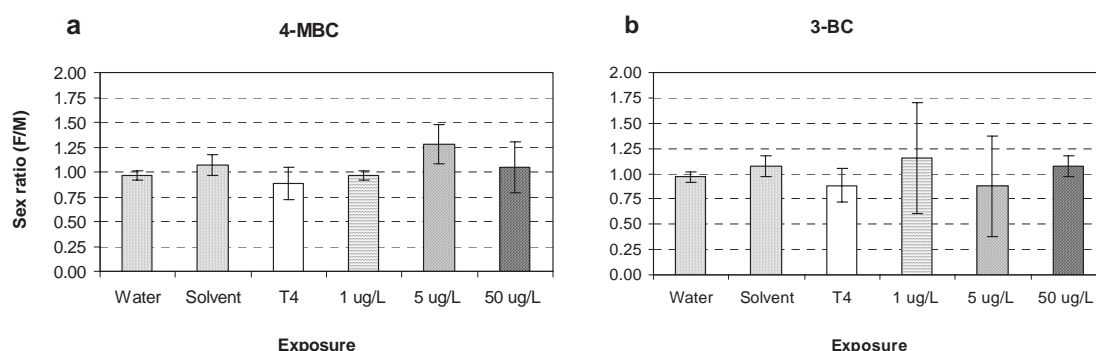 a
4-MBC
Sex ratio (F/M)
2.00
1.75
1.50
1.25
1.00
0.75
0.50
0.25
0.00
Water Solvent T4 1 ug/L 5 ug/L 50 ug/L
Exposure
b
3-BC
2.00
1.75
1.50
1.25
1.00
0.75
0.50
0.25
0.00
Water Solvent T4 1 ug/L 5 ug/L 50 ug/L
Exposure